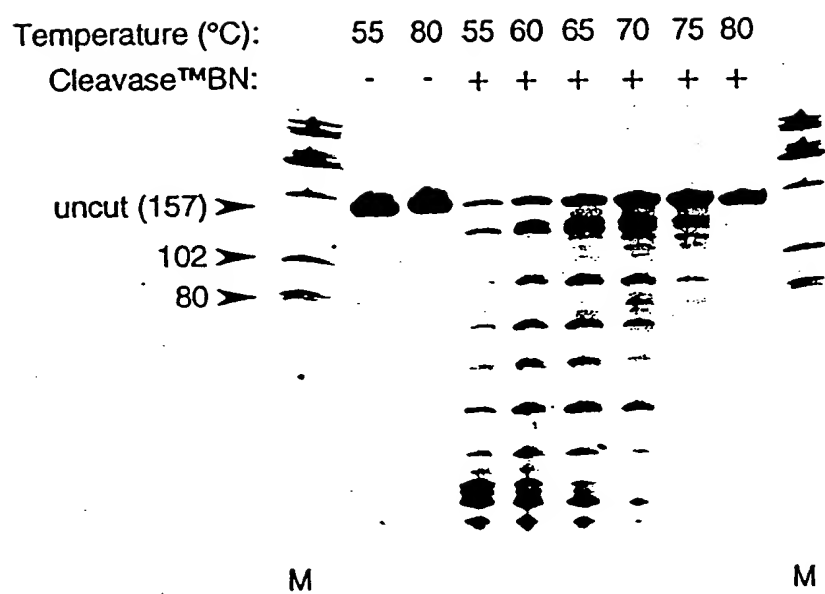 Temperature (°C): 55 80 55 60 65 70 75 80
Cleavase™BN: - - + + + + + +
uncut (157)
102
80
M M